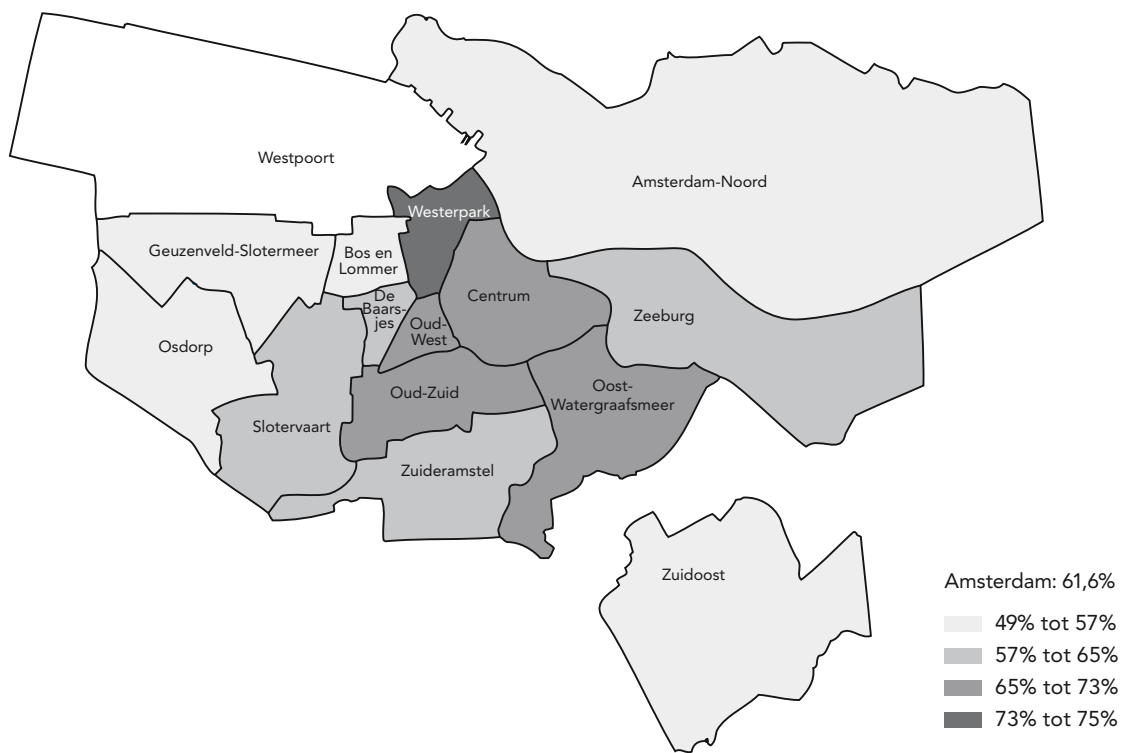 Westpoort
Amsterdam-Noord
Westerpark
Geuzenveld-Slotermeer
Bos en
Lommer
De
Baars-
jes
Centrum
Zeeburg
Oud-
West
Osdorp
Oud-Zuid
Oost-
Watergraafsmeer
Slotervaart
Zuideramstel
Zuidoost
Amsterdam: 61,6%
49% tot 57%
57% tot 65%
65% tot 73%
73% tot 75%